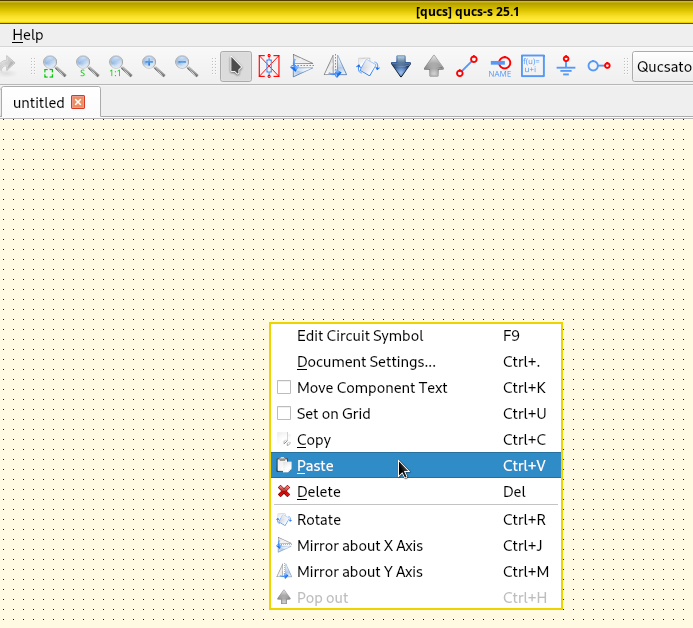 [qucs] qucs-s 25.1
Help
1:1
NAME
f(u)=
u+i
Qucsato
untitled
Edit Circuit Symbol F9
Document Settings... Ctrl+.
Move Component Text Ctrl+K
Set on Grid Ctrl+U
Copy Ctrl+C
Paste Ctrl+V
Delete Del
Rotate Ctrl+R
Mirror about X Axis Ctrl+J
Mirror about Y Axis Ctrl+M
Pop out Ctrl+H